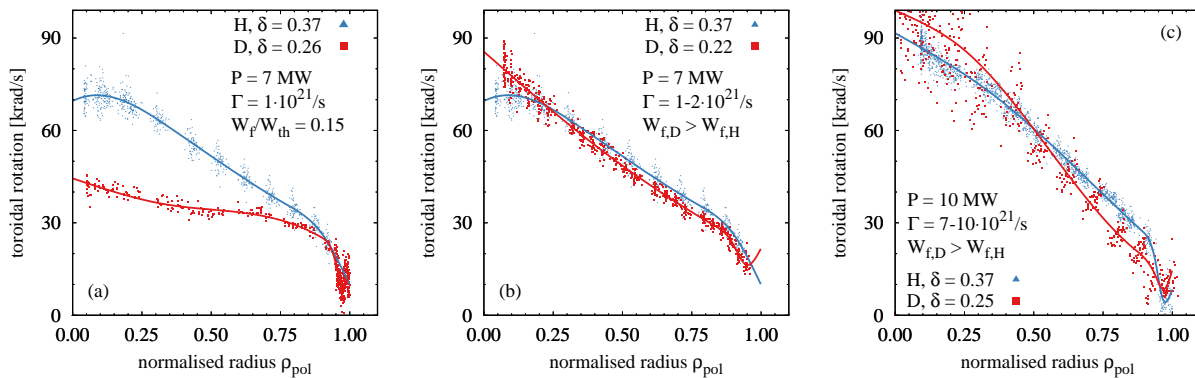 toroidal rotation [krad/s]
90
60
30
0
H, δ = 0.37
D, δ = 0.26
P = 7 MW
Γ = 1·10²¹/s
W_f/W_th = 0.15
(a)
0.00 0.25 0.50 0.75 1.00
normalised radius ρ_pol
toroidal rotation [krad/s]
90
60
30
0
H, δ = 0.37
D, δ = 0.22
P = 7 MW
Γ = 1-2·10²¹/s
W_f,D > W_f,H
(b)
0.00 0.25 0.50 0.75 1.00
normalised radius ρ_pol
toroidal rotation [krad/s]
90
60
30
0
(c)
P = 10 MW
Γ = 7-10·10²¹/s
W_f,D > W_f,H
H, δ = 0.37
D, δ = 0.25
0.00 0.25 0.50 0.75 1.00
normalised radius ρ_pol